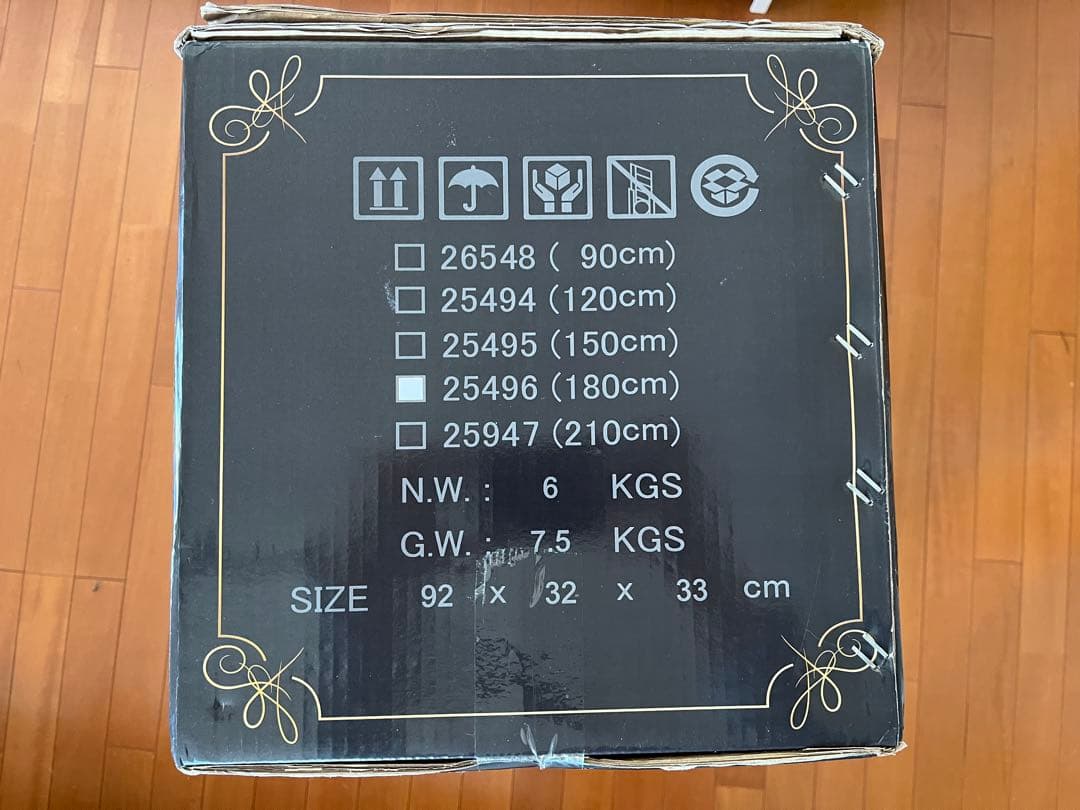 26548 ( 90cm)
25494 (120cm)
25495 (150cm)
25496 (180cm)
25947 (210cm)
N.W. : 6 KGS
G.W. : 7.5 KGS
SIZE 92 x 32 x 33 cm